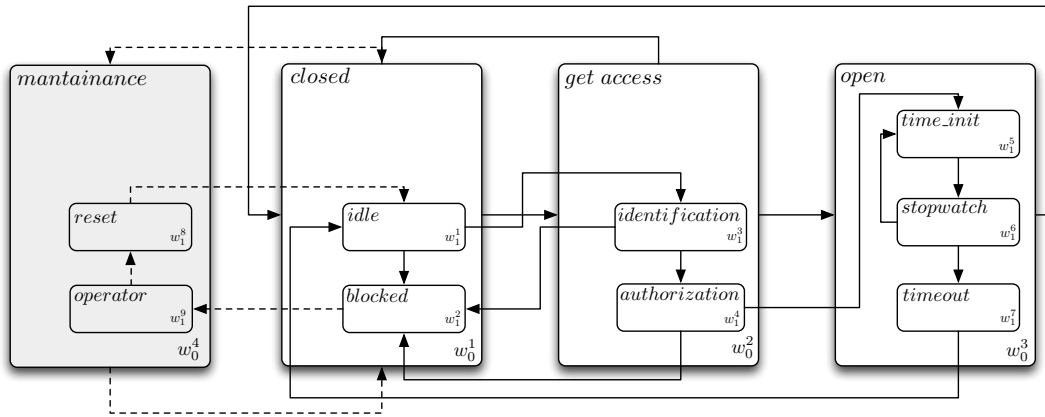 mantainance
closed
get access
open
time_init
w_1^5
reset
w_1^8
idle
w_1^1
identification
w_1^3
stopwatch
w_1^6
operator
w_1^9
blocked
w_1^2
authorization
w_1^4
timeout
w_1^7
w_0^4
w_0^1
w_0^2
w_0^3